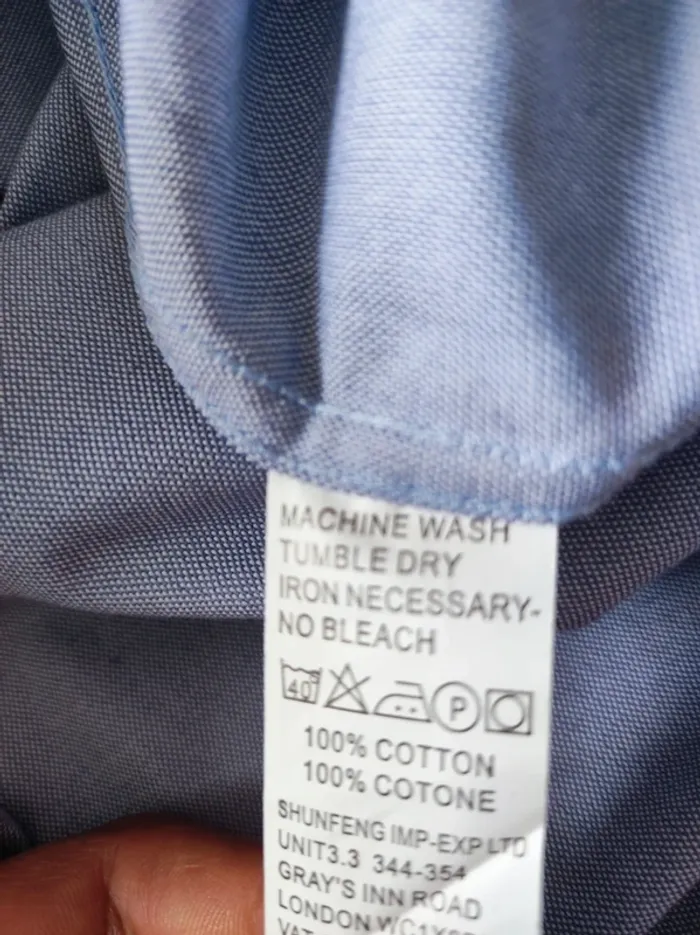 MACHINE WASH
TUMBLE DRY
IRON NECESSARY-
NO BLEACH
40 P
100% COTTON
100% COTONE
SHUNFENG IMP-EXP LTD
UNIT3.3 344-354
GRAY'S INN ROAD
LONDON
VAT